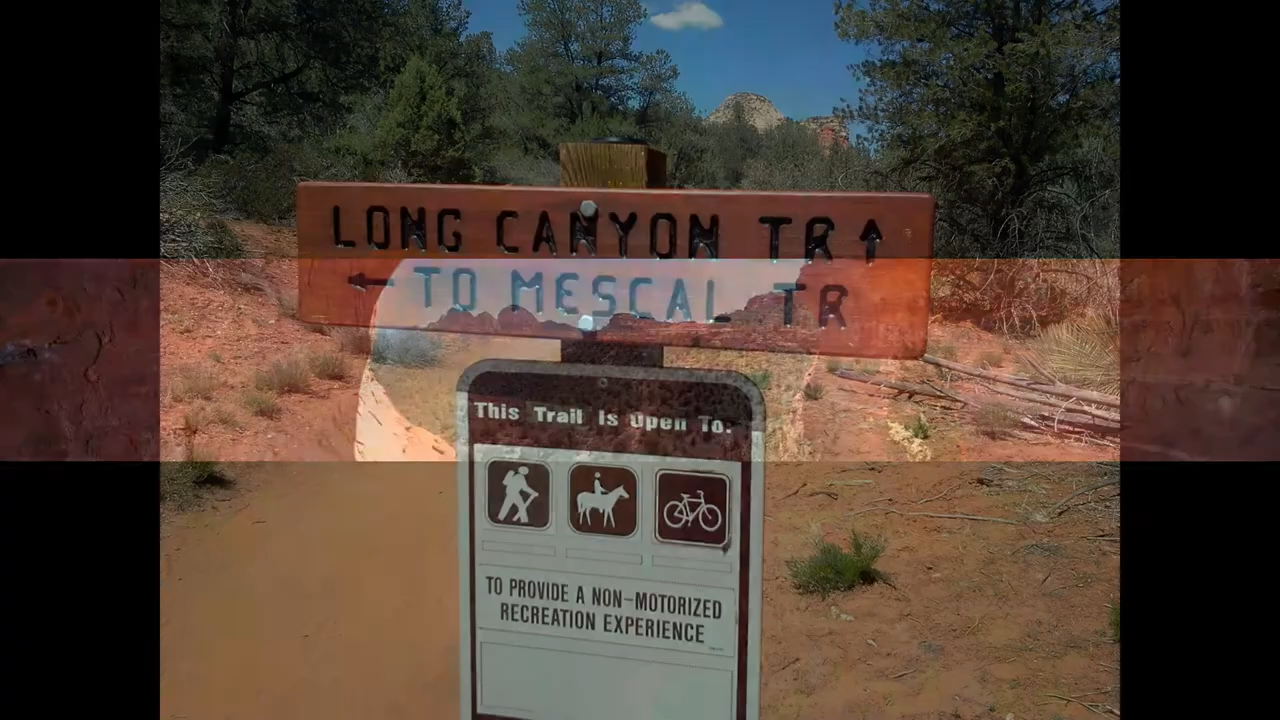 LONG CANYON TR ↑
← TO MESCAL TR
This Trail Is Open To:
TO PROVIDE A NON-MOTORIZED
RECREATION EXPERIENCE